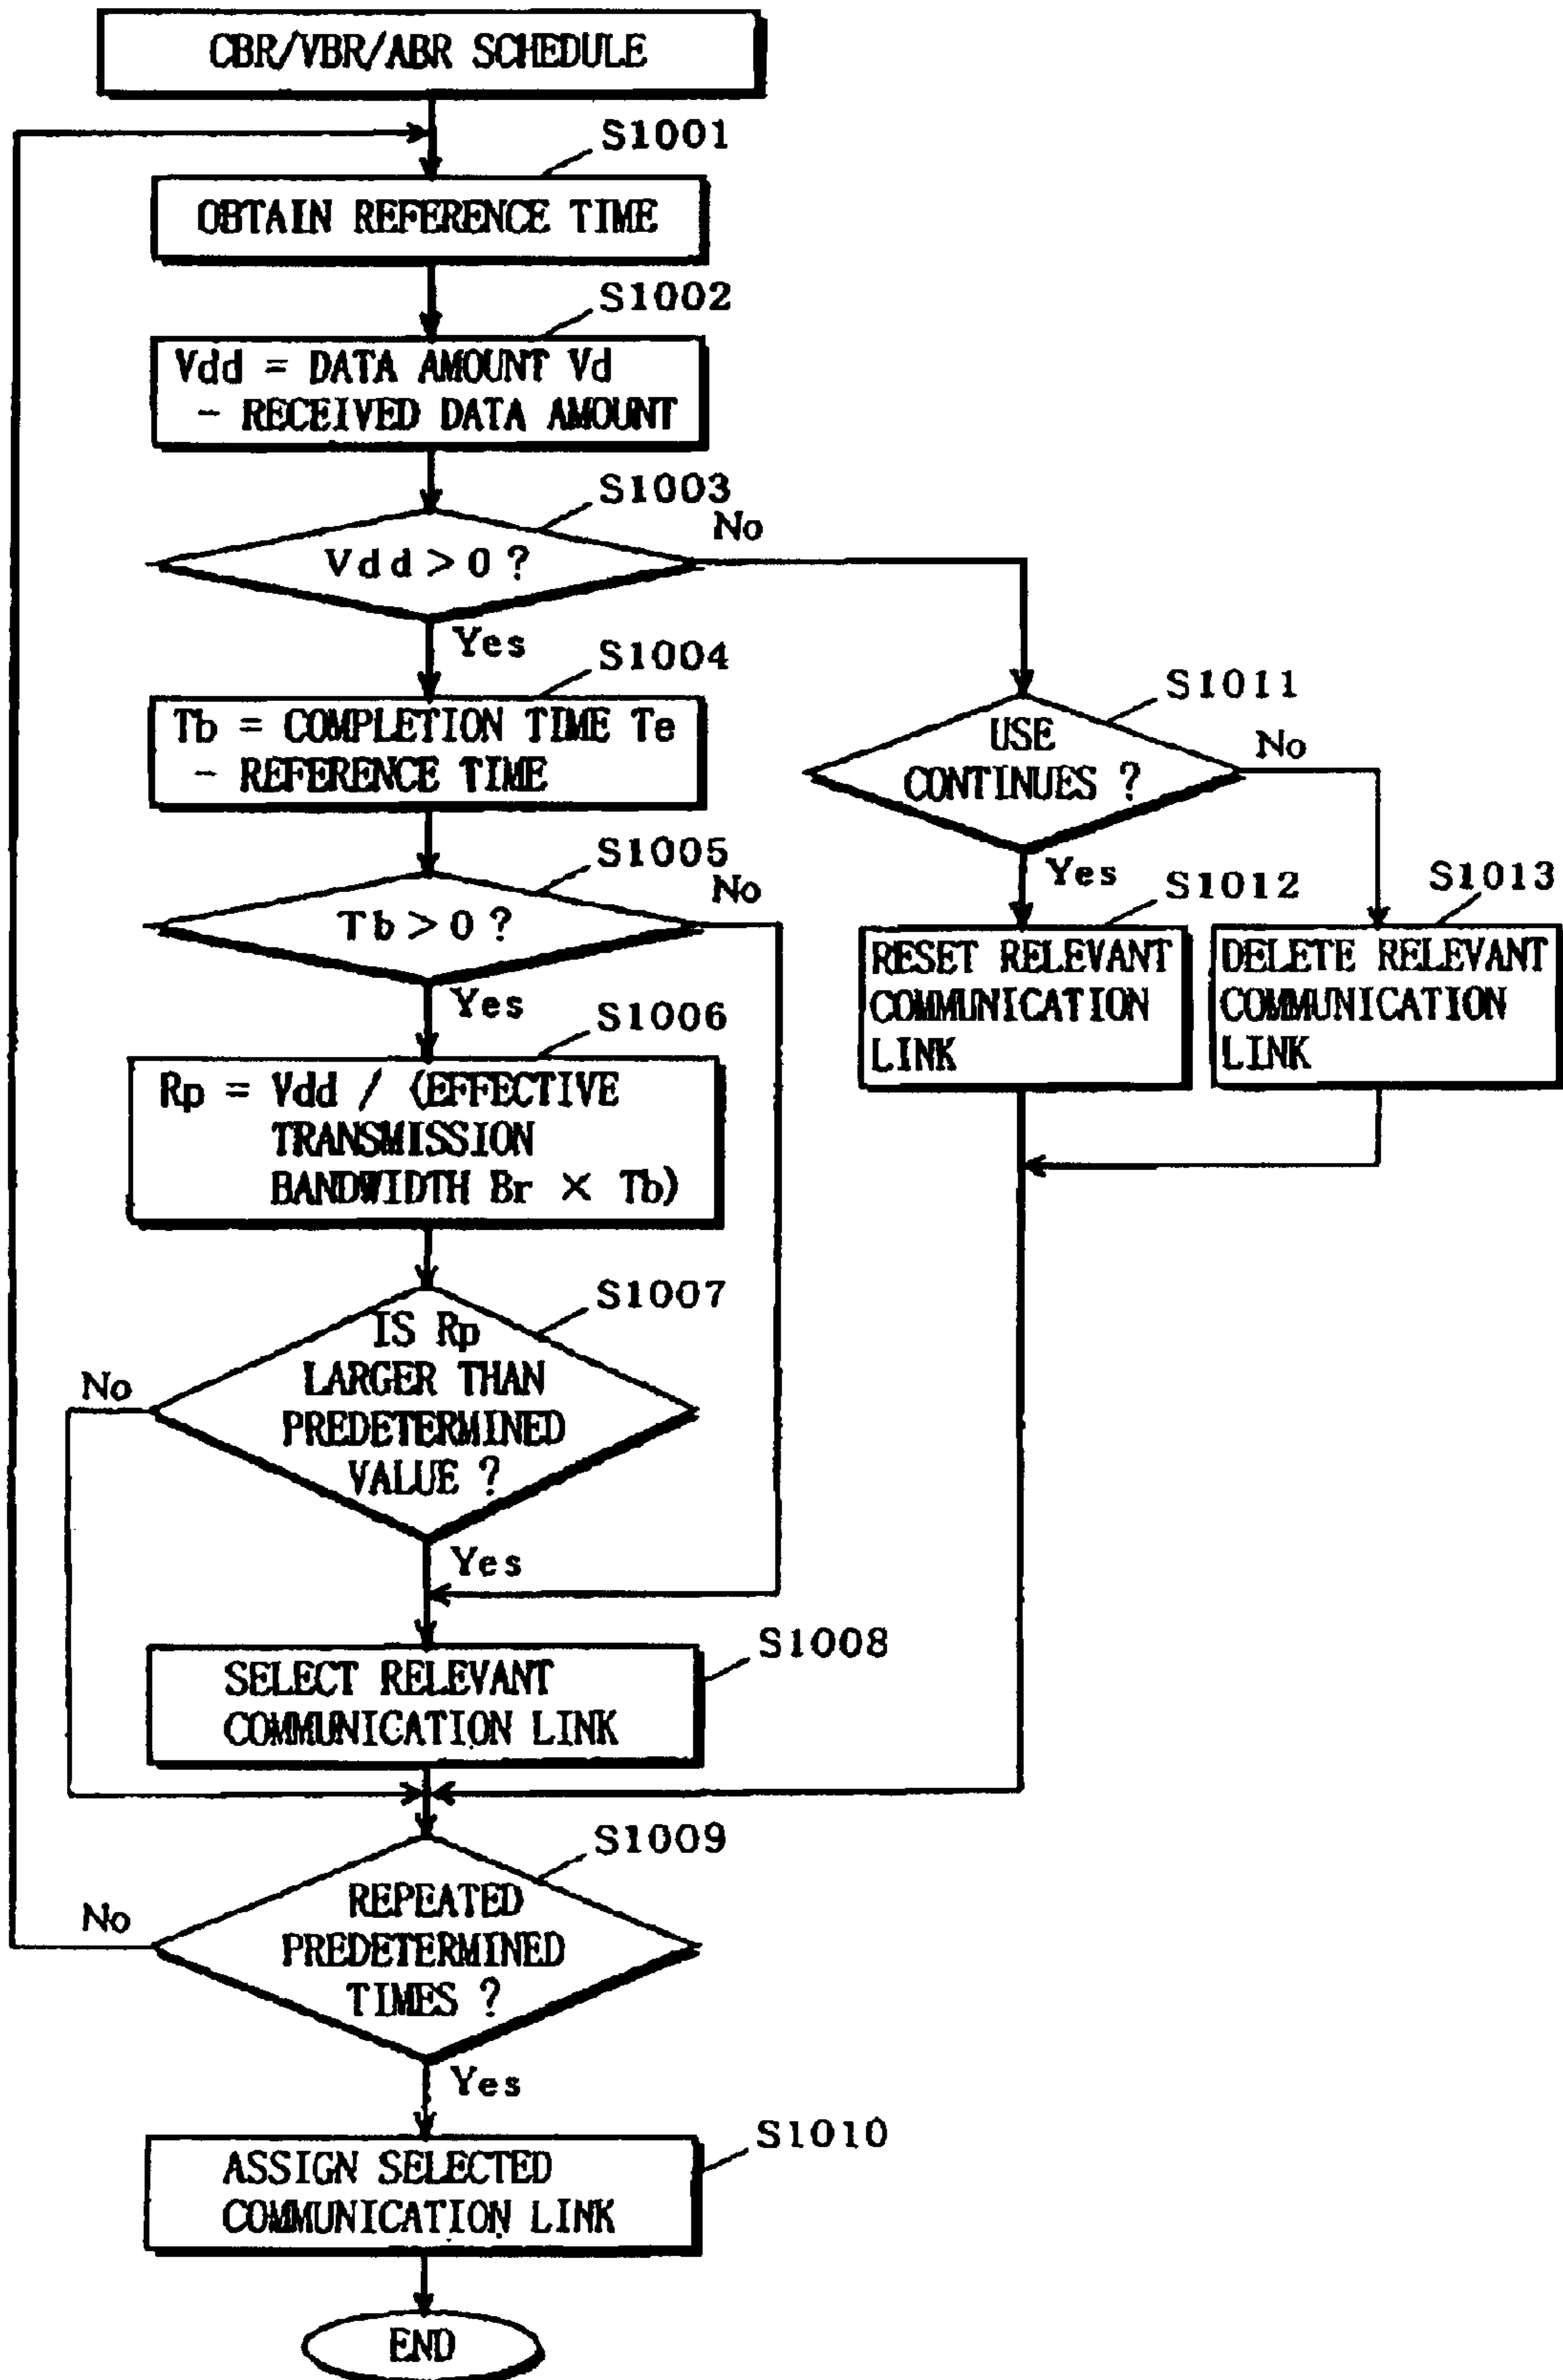 CBR/VBR/ABR SCHEDULE
S1001
OBTAIN REFERENCE TIME
S1002
Vdd = DATA AMOUNT Vd
- RECEIVED DATA AMOUNT
S1003
No
Vdd > 0 ?
Yes
S1004
Tb = COMPLETION TIME Te
- REFERENCE TIME
S1011
USE
CONTINUES ?
No
Yes
S1005
No
Tb > 0 ?
Yes
S1012
RESET RELEVANT
COMMUNICATION
LINK
S1013
DELETE RELEVANT
COMMUNICATION
LINK
S1006
Rp = Vdd / (EFFECTIVE
TRANSMISSION
BANDWIDTH Br × Tb)
S1007
IS Rp
LARGER THAN
PREDETERMINED
VALUE ?
No
Yes
S1008
SELECT RELEVANT
COMMUNICATION LINK
S1009
REPEATED
PREDETERMINED
TIMES ?
No
Yes
S1010
ASSIGN SELECTED
COMMUNICATION LINK
END